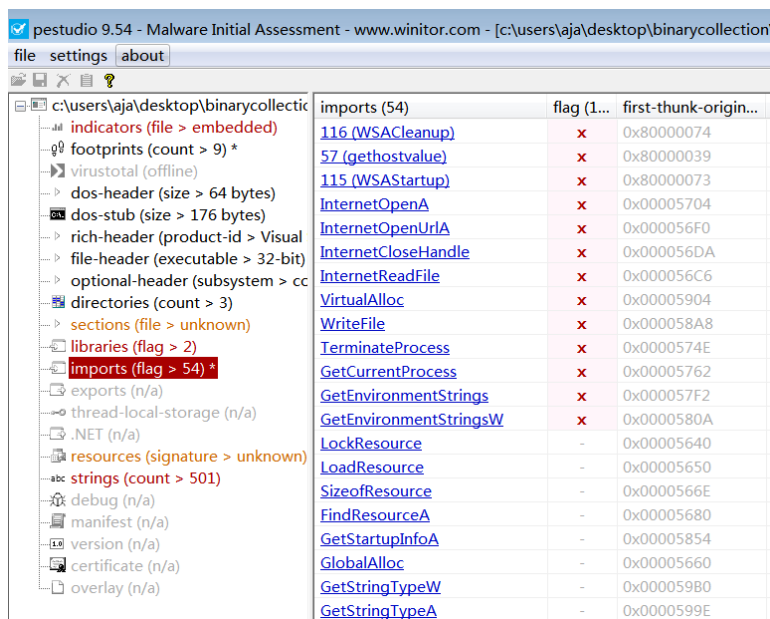 pestudio 9.54 - Malware Initial Assessment - www.winitor.com - [c:\users\aja\desktop\binarycollection\
file settings about
c:\users\aja\desktop\binarycollectic
indicators (file > embedded)
footprints (count > 9) *
virustotal (offline)
dos-header (size > 64 bytes)
dos-stub (size > 176 bytes)
rich-header (product-id > Visual
file-header (executable > 32-bit)
optional-header (subsystem > cc
directories (count > 3)
sections (file > unknown)
libraries (flag > 2)
imports (flag > 54) *
exports (n/a)
thread-local-storage (n/a)
.NET (n/a)
resources (signature > unknown)
abc strings (count > 501)
debug (n/a)
manifest (n/a)
1.0 version (n/a)
certificate (n/a)
overlay (n/a)
imports (54) flag (1... first-thunk-origin...
116 (WSACleanup) x 0x80000074
57 (gethostvalue) x 0x80000039
115 (WSAStartup) x 0x80000073
InternetOpenA x 0x00005704
InternetOpenUrlA x 0x000056F0
InternetCloseHandle x 0x000056DA
InternetReadFile x 0x000056C6
VirtualAlloc x 0x00005904
WriteFile x 0x000058A8
TerminateProcess x 0x0000574E
GetCurrentProcess x 0x00005762
GetEnvironmentStrings x 0x000057F2
GetEnvironmentStringsW x 0x0000580A
LockResource - 0x00005640
LoadResource - 0x00005650
SizeofResource - 0x0000566E
FindResourceA - 0x00005680
GetStartupInfoA - 0x00005854
GlobalAlloc - 0x00005660
GetStringTypeW - 0x000059B0
GetStringTypeA - 0x0000599E